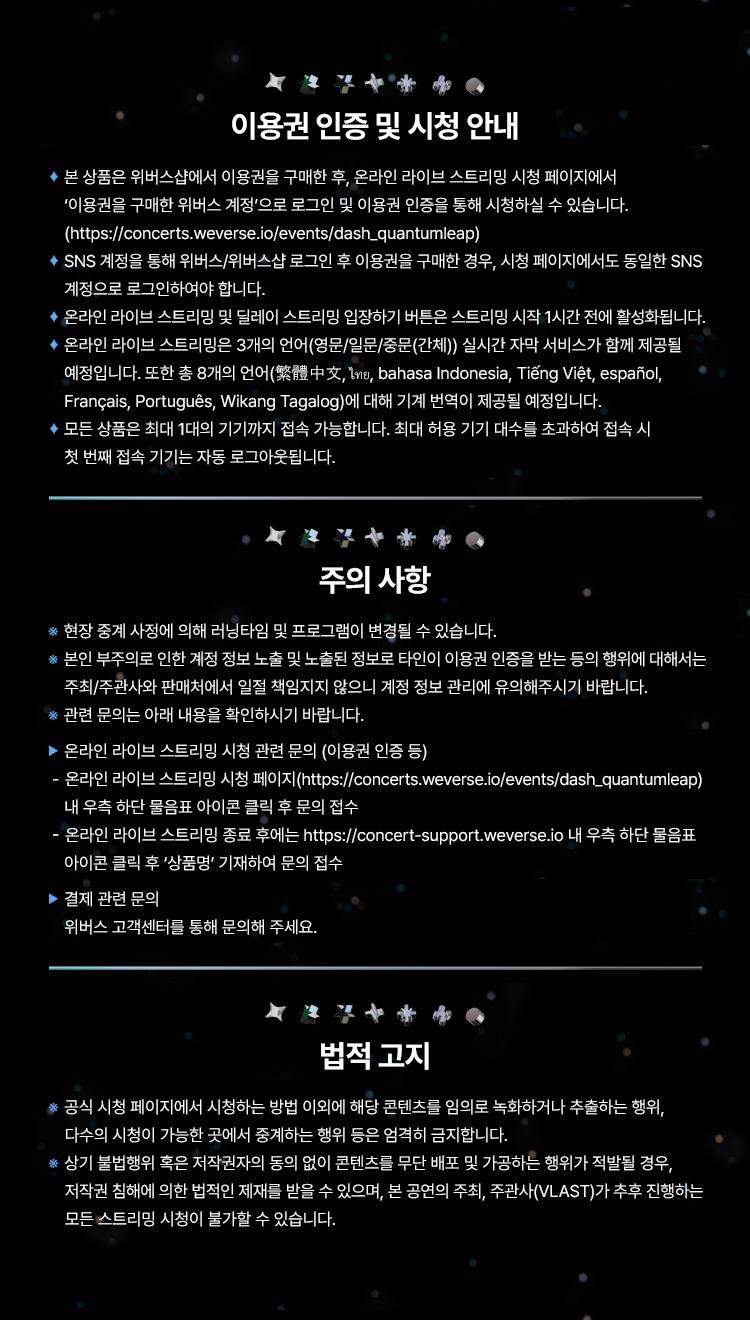 이용권 인증 및 시청 안내
♦ 본 상품은 위버스샵에서 이용권을 구매한 후, 온라인 라이브 스트리밍 시청 페이지에서
‘이용권을 구매한 위버스 계정’으로 로그인 및 이용권 인증을 통해 시청하실 수 있습니다.
(https://concerts.weverse.io/events/dash_quantumleap)
♦ SNS 계정을 통해 위버스/위버스샵 로그인 후 이용권을 구매한 경우, 시청 페이지에서도 동일한 SNS
계정으로 로그인하여야 합니다.
♦ 온라인 라이브 스트리밍 및 딜레이 스트리밍 입장하기 버튼은 스트리밍 시작 1시간 전에 활성화됩니다.
♦ 온라인 라이브 스트리밍은 3개의 언어(영문/일문/중문(간체)) 실시간 자막 서비스가 함께 제공될
예정입니다. 또한 총 8개의 언어(繁體中文, ไทย, bahasa Indonesia, Tiếng Việt, español,
Français, Português, Wikang Tagalog)에 대해 기계 번역이 제공될 예정입니다.
♦ 모든 상품은 최대 1대의 기기까지 접속 가능합니다. 최대 허용 기기 대수를 초과하여 접속 시
첫 번째 접속 기기는 자동 로그아웃됩니다.
주의 사항
※ 현장 중계 사정에 의해 러닝타임 및 프로그램이 변경될 수 있습니다.
※ 본인 부주의로 인한 계정 정보 노출 및 노출된 정보로 타인이 이용권 인증을 받는 등의 행위에 대해서는
주최/주관사와 판매처에서 일절 책임지지 않으니 계정 정보 관리에 유의해주시기 바랍니다.
※ 관련 문의는 아래 내용을 확인하시기 바랍니다.
▶ 온라인 라이브 스트리밍 시청 관련 문의 (이용권 인증 등)
- 온라인 라이브 스트리밍 시청 페이지(https://concerts.weverse.io/events/dash_quantumleap)
내 우측 하단 물음표 아이콘 클릭 후 문의 접수
- 온라인 라이브 스트리밍 종료 후에는 https://concert-support.weverse.io 내 우측 하단 물음표
아이콘 클릭 후 ‘상품명’ 기재하여 문의 접수
▶ 결제 관련 문의
위버스 고객센터를 통해 문의해 주세요.
법적 고지
※ 공식 시청 페이지에서 시청하는 방법 이외에 해당 콘텐츠를 임의로 녹화하거나 추출하는 행위,
다수의 시청이 가능한 곳에서 중계하는 행위 등은 엄격히 금지합니다.
※ 상기 불법행위 혹은 저작권자의 동의 없이 콘텐츠를 무단 배포 및 가공하는 행위가 적발될 경우,
저작권 침해에 의한 법적인 제재를 받을 수 있으며, 본 공연의 주최, 주관사(VLAST)가 추후 진행하는
모든 스트리밍 시청이 불가할 수 있습니다.